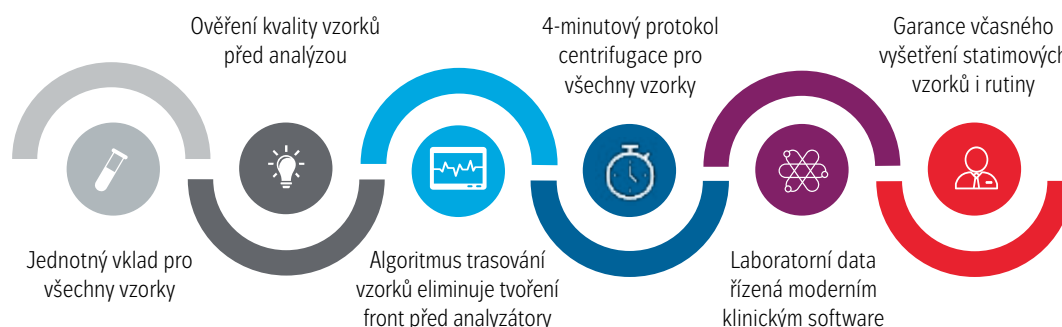 Ověření kvality vzorků
před analýzou
4-minutový protokol
centrifugace pro
všechny vzorky
Garance včasného
vyšetření statimových
vzorků i rutiny
Jednotný vklad pro
všechny vzorky
Algoritmus trasování
vzorků eliminuje tvoření
front před analyzátory
Laboratorní data
řízená moderním
klinickým software